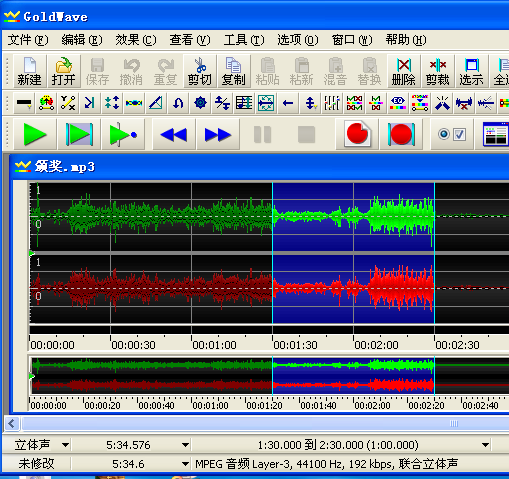 GoldWave
文件(F) 编辑(E) 效果(C) 查看(V) 工具(T) 选项(O) 窗口(W) 帮助(H)
新建 打开 保存 撤消 重复 剪切 复制 粘贴 粘新 混音 替换 删除 剪裁 选示
颁奖.mp3
1
0
1
0
00:00:00 00:00:30 00:01:00 00:01:30 00:02:00 00:02:30
00:00:00 00:00:20 00:00:40 00:01:00 00:01:20 00:01:40 00:02:00 00:02:20 00:02:40
立体声 5:34.576 1:30.000 到 2:30.000 (1:00.000)
未修改 5:34.6 MPEG 音频 Layer-3, 44100 Hz, 192 kbps, 联合立体声